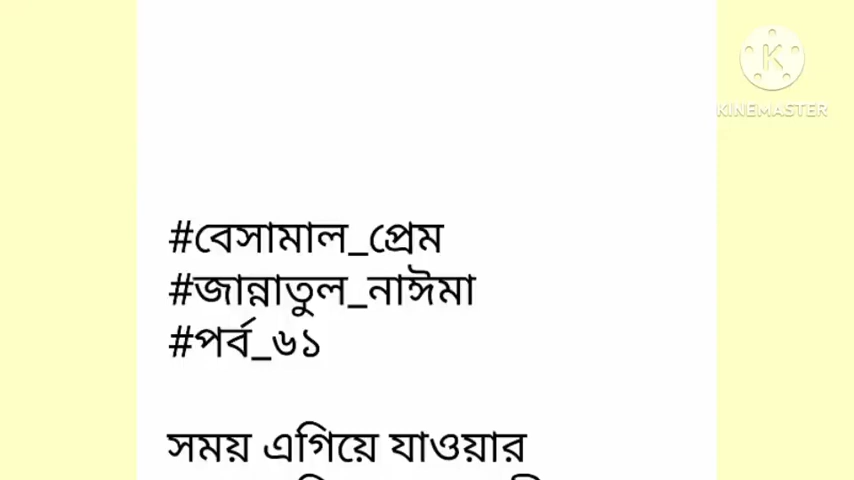 KINEMASTER
#বেসামাল_প্রেম
#জান্নাতুল_নাঈমা
#পর্ব_৬১
সময় এগিয়ে যাওয়ার